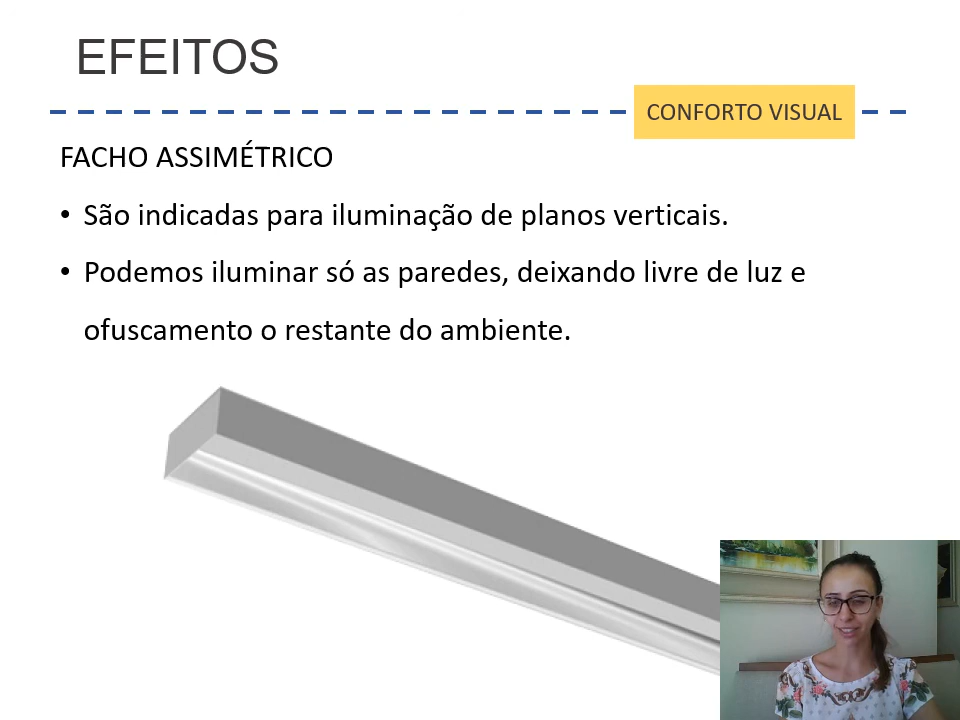 EFEITOS
CONFORTO VISUAL
FACHO ASSIMÉTRICO
• São indicadas para iluminação de planos verticais.
• Podemos iluminar só as paredes, deixando livre de luz e
ofuscamento o restante do ambiente.